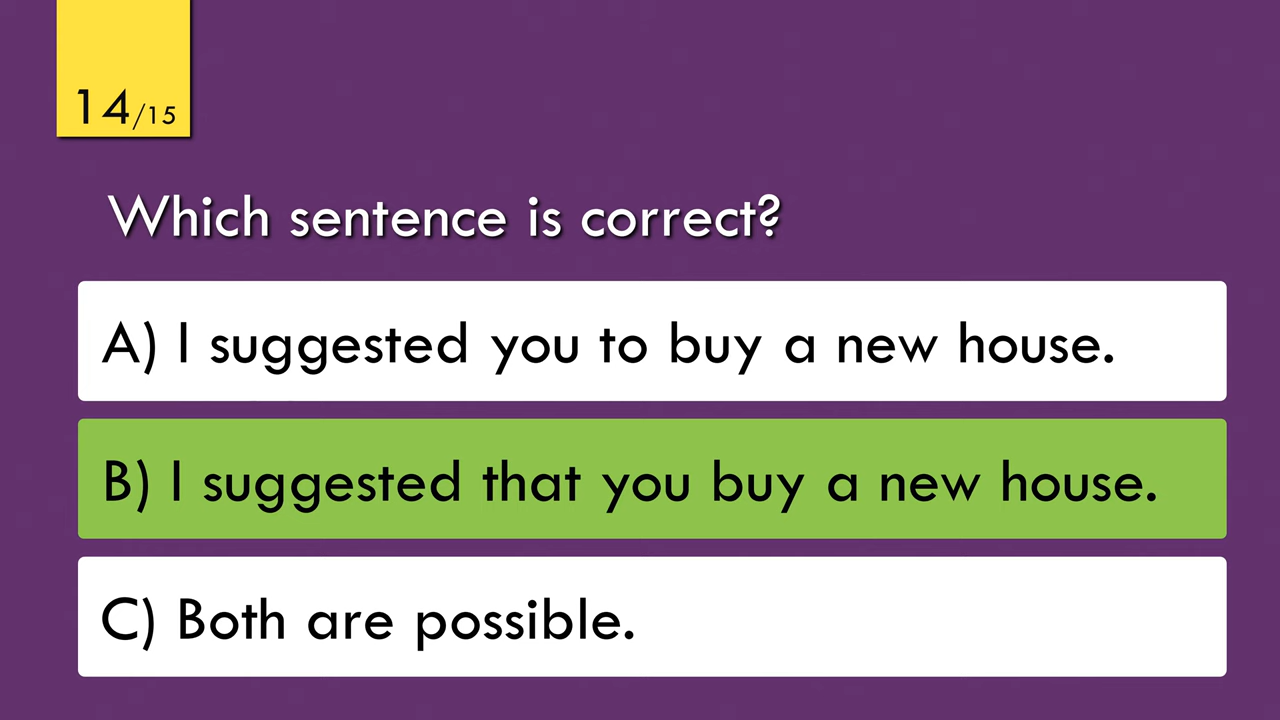 14/15
Which sentence is correct?
A) I suggested you to buy a new house.
B) I suggested that you buy a new house.
C) Both are possible.